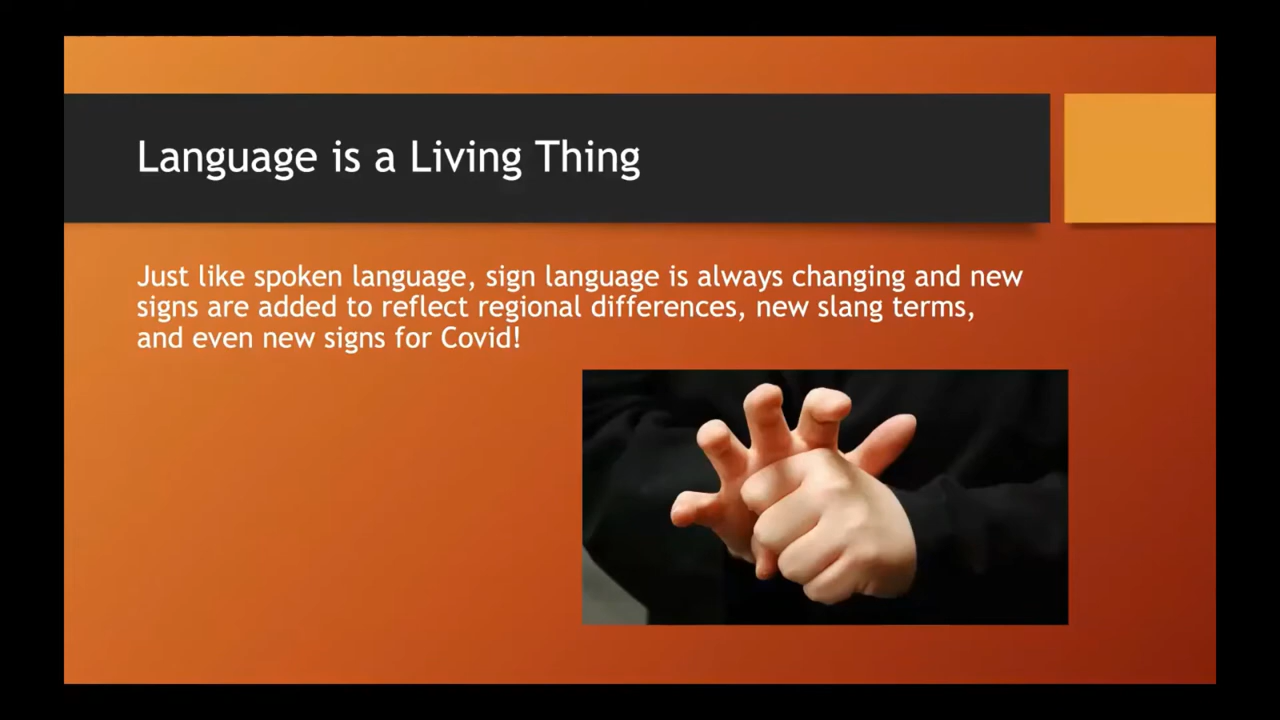 Language is a Living Thing
Just like spoken language, sign language is always changing and new
signs are added to reflect regional differences, new slang terms,
and even new signs for Covid!